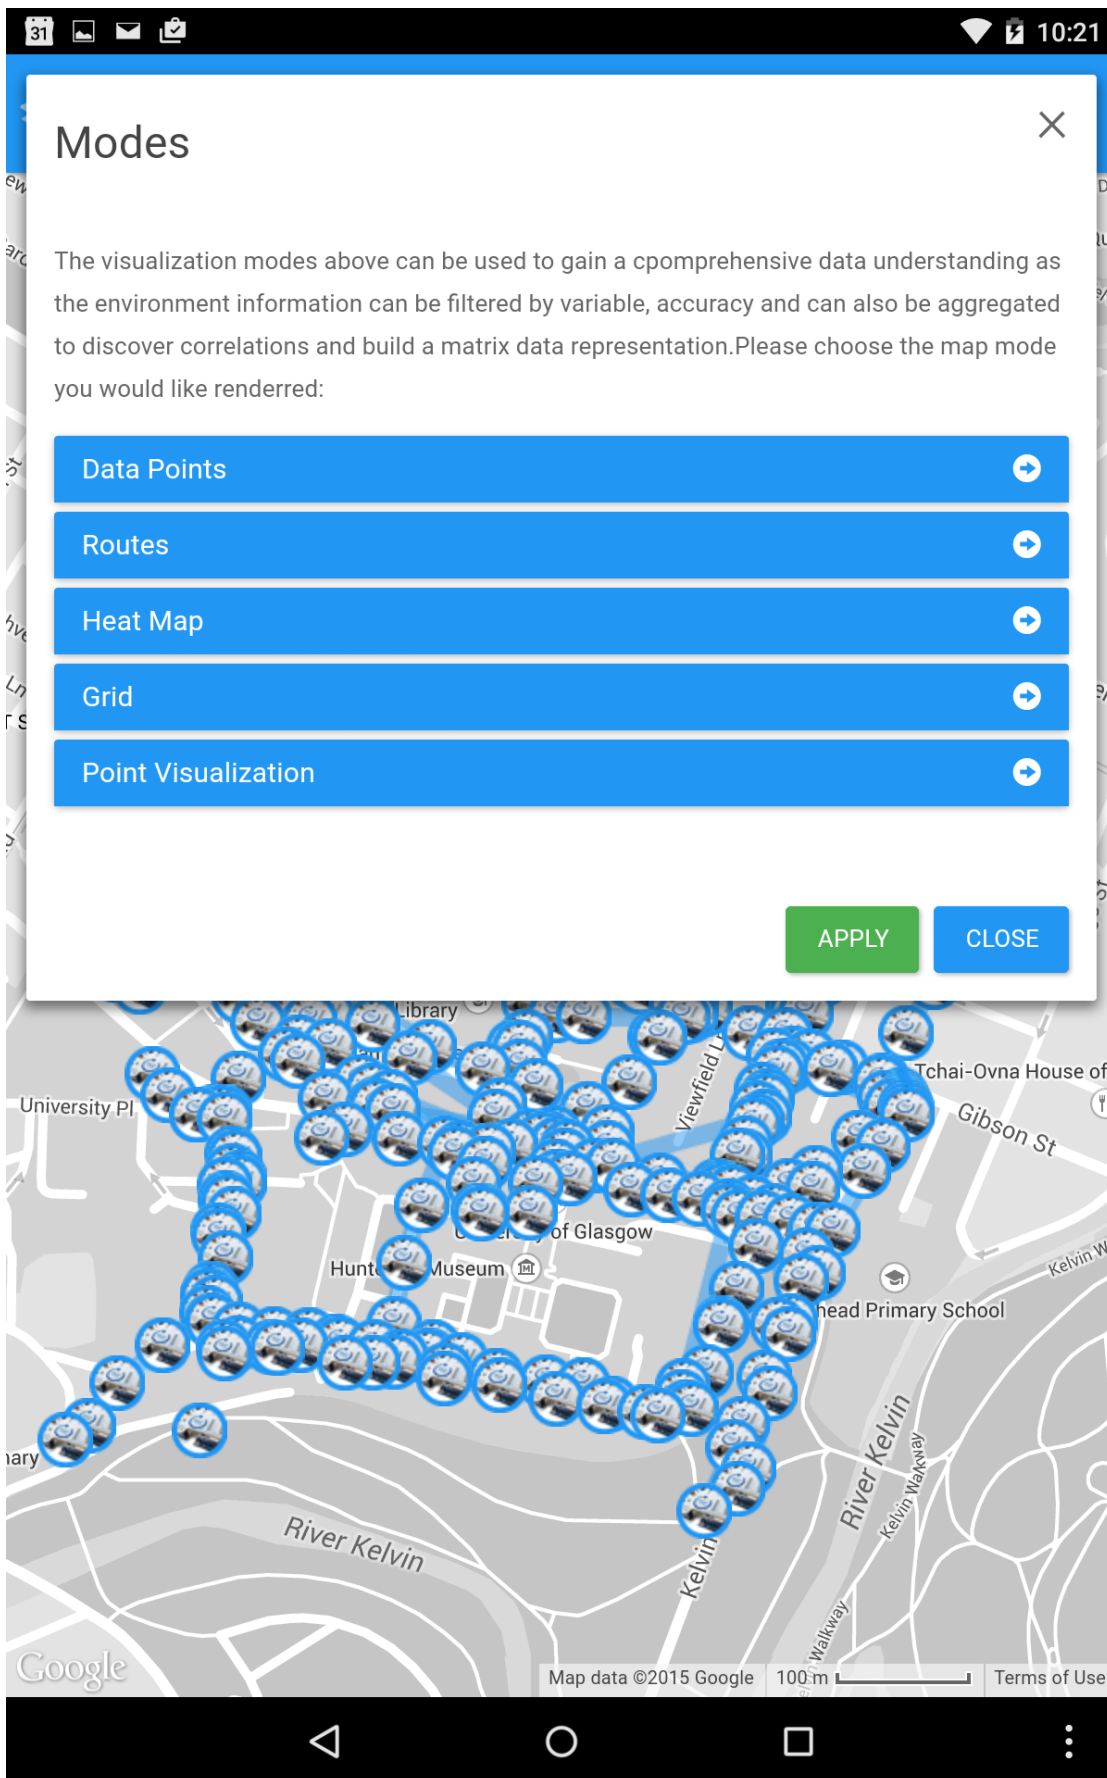 31
10:21
Modes
The visualization modes above can be used to gain a cpomprehensive data understanding as
the environment information can be filtered by variable, accuracy and can also be aggregated
to discover correlations and build a matrix data representation.Please choose the map mode
you would like renderred:
Data Points
Routes
Heat Map
Grid
Point Visualization
APPLY
CLOSE
Library
Tchai-Ovna House of
University Pl
Viewfield L
Gibson St
of Glasgow
Museum
Kelvin W
head Primary School
River Kelvin
Kelvin Walkway
River Kelvin
Kelvin
Walkway
Google
Map data ©2015 Google
100 m
Terms of Use